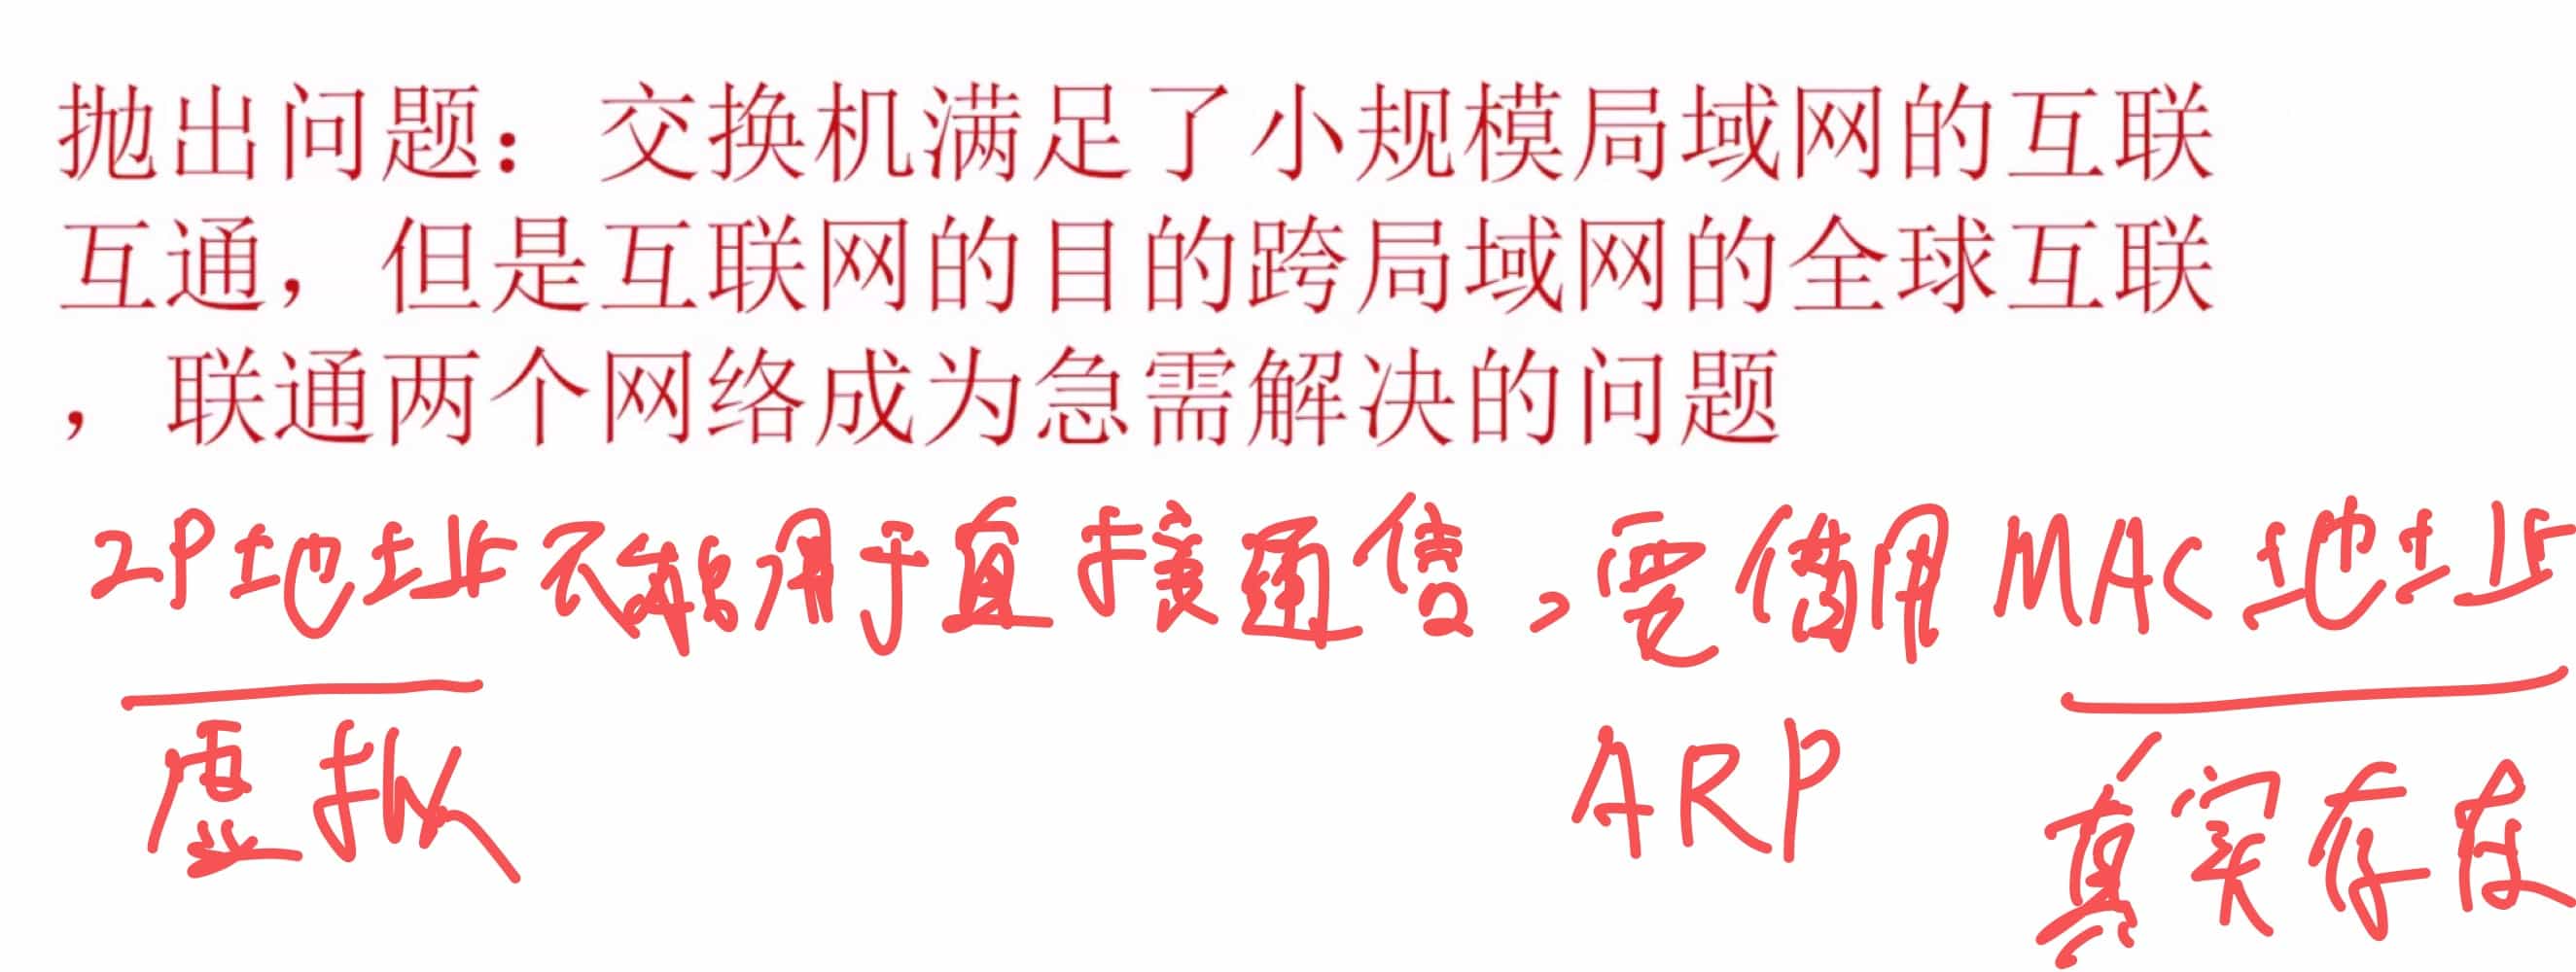 抛出问题：交换机满足了小规模局域网的互联
互通，但是互联网的目的跨局域网的全球互联
，联通两个网络成为急需解决的问题
IP地址不能用于直接通信，要借用MAC地址
虚拟 ARP 真实存在